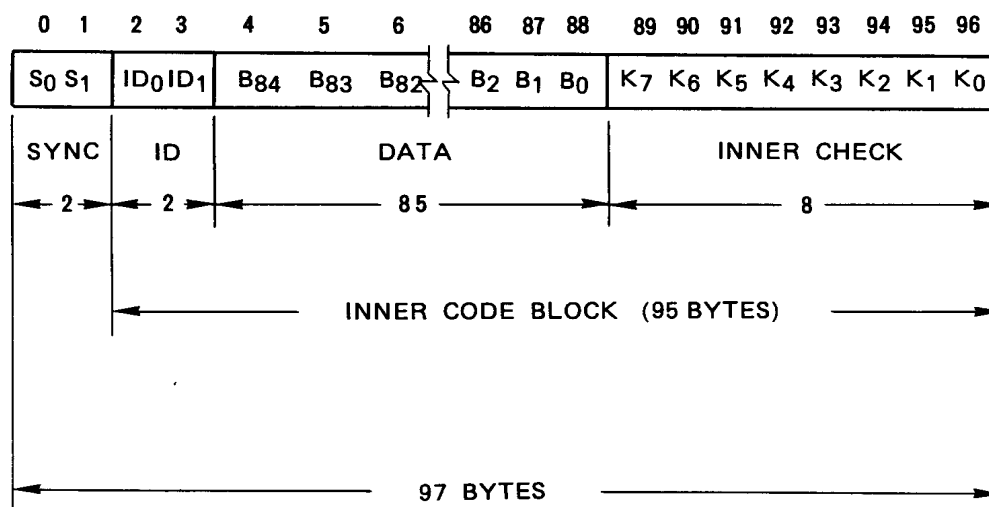 0 1 2 3 4 5 6 86 87 88 89 90 91 92 93 94 95 96
S₀ S₁ ID₀ ID₁ B₈₄ B₈₃ B₈₂ B₂ B₁ B₀ K₇ K₆ K₅ K₄ K₃ K₂ K₁ K₀
SYNC ID DATA INNER CHECK
2 2 85 8
INNER CODE BLOCK (95 BYTES)
97 BYTES